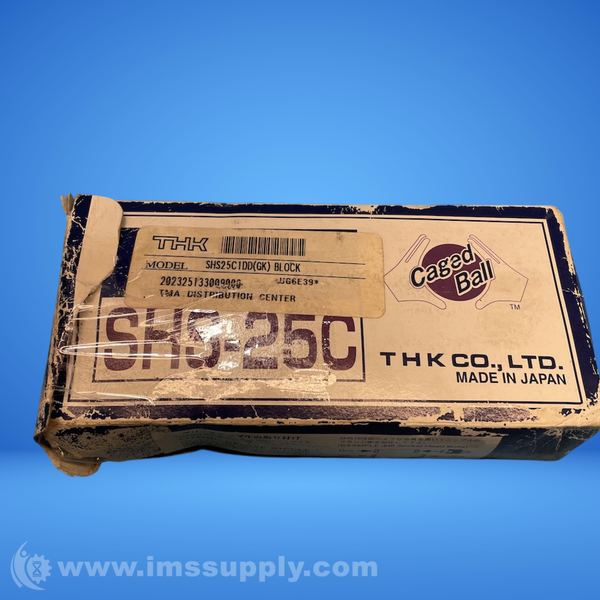 THK
MODEL SHS25C1DD(GK) BLOCK
*UG6E39*
TMA DISTRIBUTION CENTER
SHS-25C
Caged
Ball
TM
THK CO., LTD.
MADE IN JAPAN
www.imssupply.com